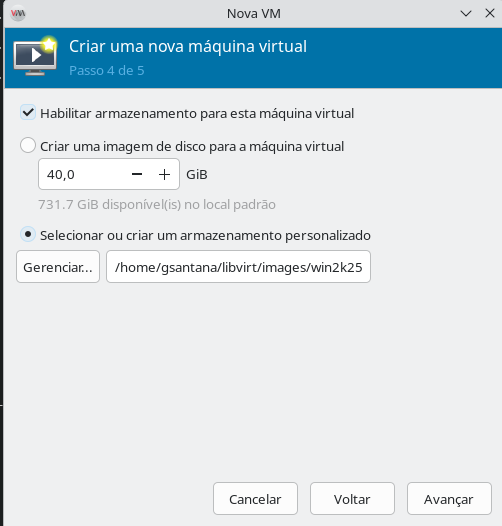 Nova VM
Criar uma nova máquina virtual
Passo 4 de 5
Habilitar armazenamento para esta máquina virtual
Criar uma imagem de disco para a máquina virtual
40,0 GiB
731.7 GiB disponível(is) no local padrão
Selecionar ou criar um armazenamento personalizado
Gerenciar... /home/gsantana/libvirt/images/win2k25
Cancelar Voltar Avançar